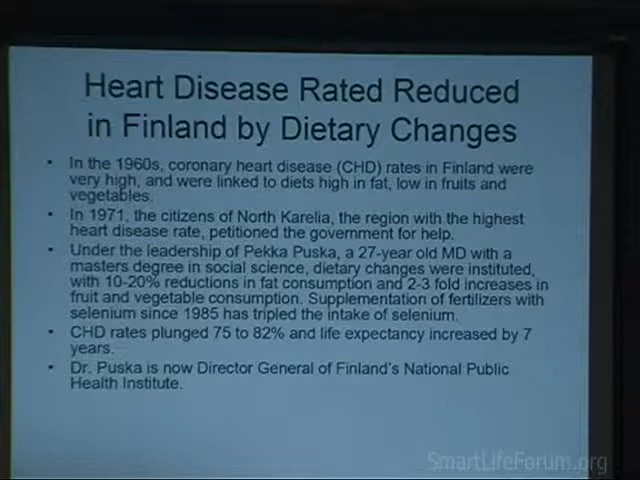 Heart Disease Rated Reduced
in Finland by Dietary Changes
• In the 1960s, coronary heart disease (CHD) rates in Finland were
very high, and were linked to diets high in fat, low in fruits and
vegetables.
• In 1971, the citizens of North Karelia, the region with the highest
heart disease rate, petitioned the government for help.
• Under the leadership of Pekka Puska, a 27-year old MD with a
masters degree in social science, dietary changes were instituted,
with 10-20% reductions in fat consumption and 2-3 fold increases in
fruit and vegetable consumption. Supplementation of fertilizers with
selenium since 1985 has tripled the intake of selenium.
• CHD rates plunged 75 to 82% and life expectancy increased by 7
years.
• Dr. Puska is now Director General of Finland's National Public
Health Institute.
SmartLifeForum.org